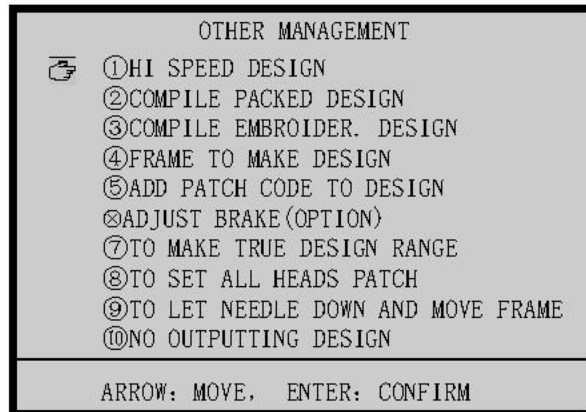 OTHER MANAGEMENT
①HI SPEED DESIGN
②COMPILE PACKED DESIGN
③COMPILE EMBROIDER. DESIGN
④FRAME TO MAKE DESIGN
⑤ADD PATCH CODE TO DESIGN
⊗ADJUST BRAKE(OPTION)
⑦TO MAKE TRUE DESIGN RANGE
⑧TO SET ALL HEADS PATCH
⑨TO LET NEEDLE DOWN AND MOVE FRAME
⑩NO OUTPUTTING DESIGN
ARROW: MOVE, ENTER: CONFIRM